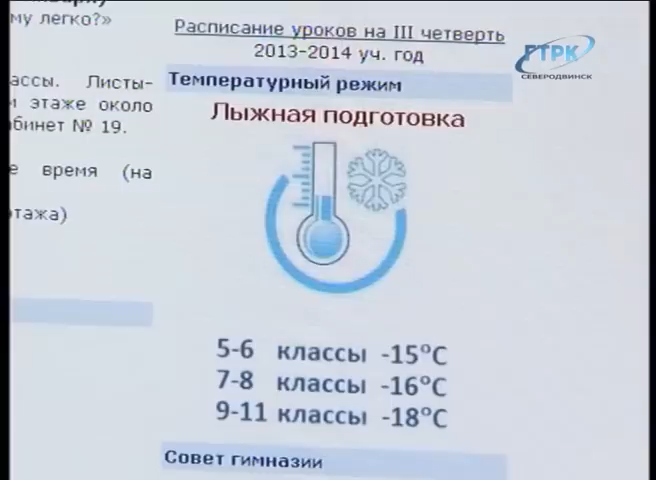 му легко?»
ассы. Листы-
и этаже около
бинет № 19.
е время (на
этажа)
Расписание уроков на III четверть
2013-2014 уч. год
Температурный режим
Лыжная подготовка
5-6 классы -15°С
7-8 классы -16°С
9-11 классы -18°С
Совет гимназии
ГТРК
СЕВЕРОДВИНСК